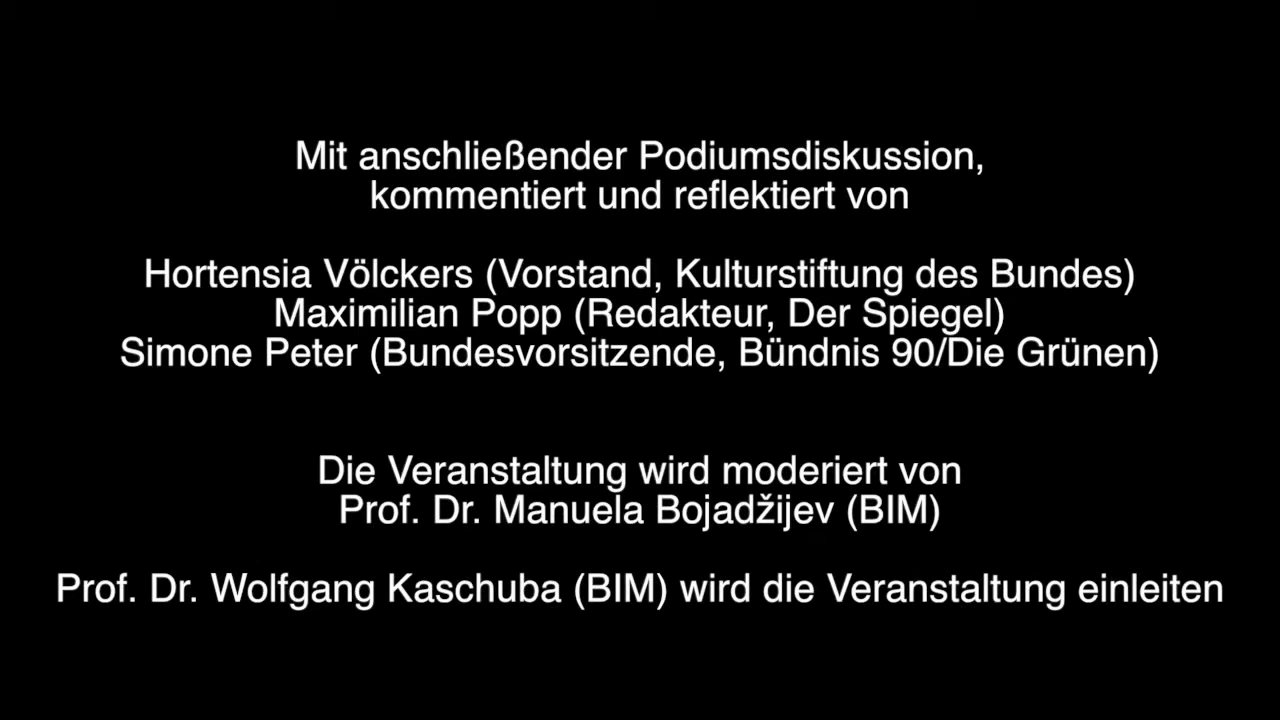 Mit anschließender Podiumsdiskussion,
kommentiert und reflektiert von
Hortensia Völckers (Vorstand, Kulturstiftung des Bundes)
Maximilian Popp (Redakteur, Der Spiegel)
Simone Peter (Bundesvorsitzende, Bündnis 90/Die Grünen)
Die Veranstaltung wird moderiert von
Prof. Dr. Manuela Bojadžijev (BIM)
Prof. Dr. Wolfgang Kaschuba (BIM) wird die Veranstaltung einleiten